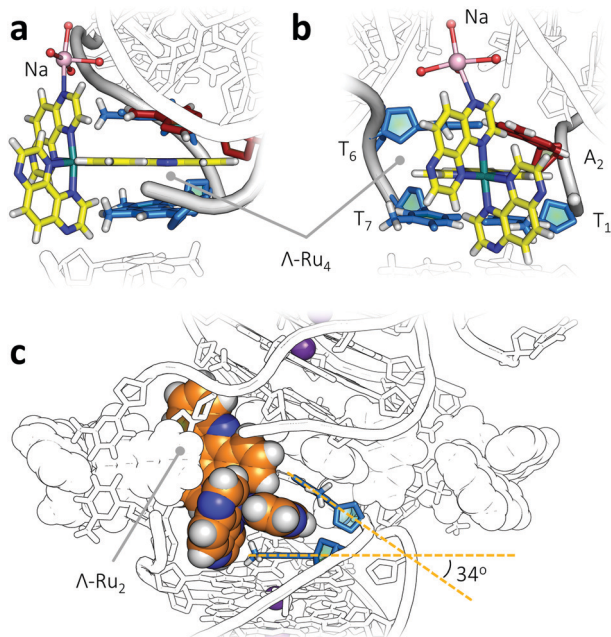 a
b
Na
Na
T₆
A₂
T₇
T₁
Λ-Ru₄
c
Λ-Ru₂
34°